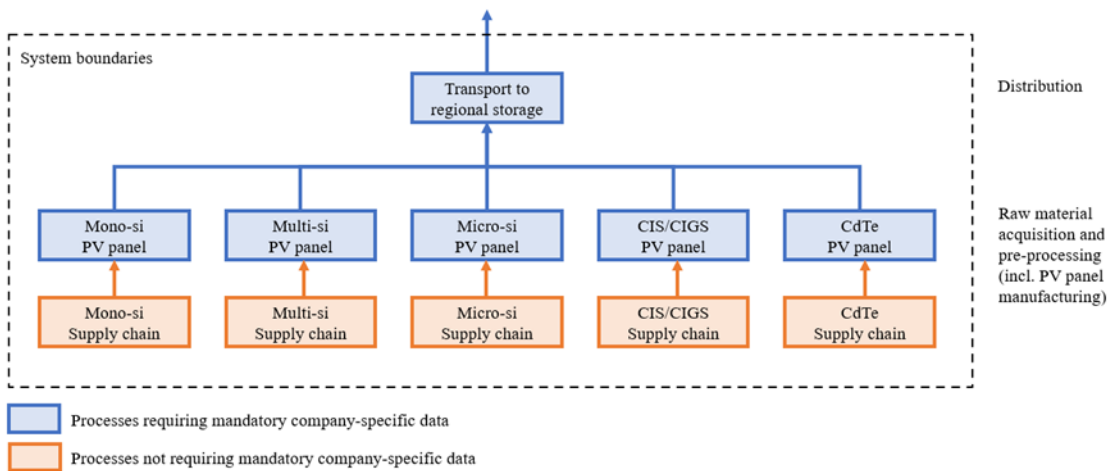 System boundaries
Transport to
regional storage
Distribution
Mono-si
PV panel
Multi-si
PV panel
Micro-si
PV panel
CIS/CIGS
PV panel
CdTe
PV panel
Raw material
acquisition and
pre-processing
(incl. PV panel
manufacturing)
Mono-si
Supply chain
Multi-si
Supply chain
Micro-si
Supply chain
CIS/CIGS
Supply chain
CdTe
Supply chain
Processes requiring mandatory company-specific data
Processes not requiring mandatory company-specific data